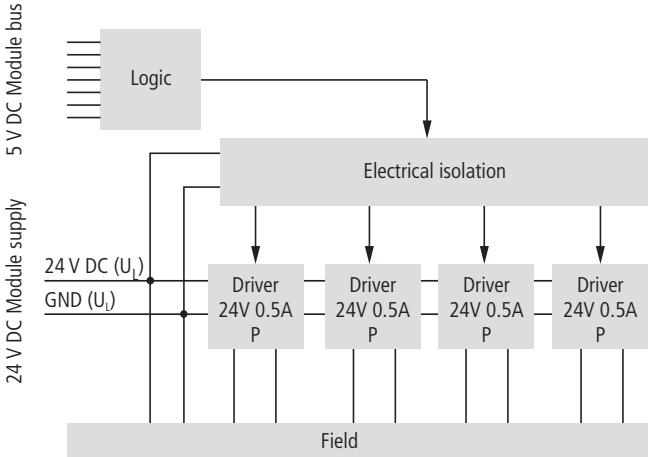 5 V DC Module bus
Logic
Electrical isolation
24 V DC Module supply
24 V DC (UL)
GND (UL)
Driver
24V 0.5A
P
Driver
24V 0.5A
P
Driver
24V 0.5A
P
Driver
24V 0.5A
P
Field